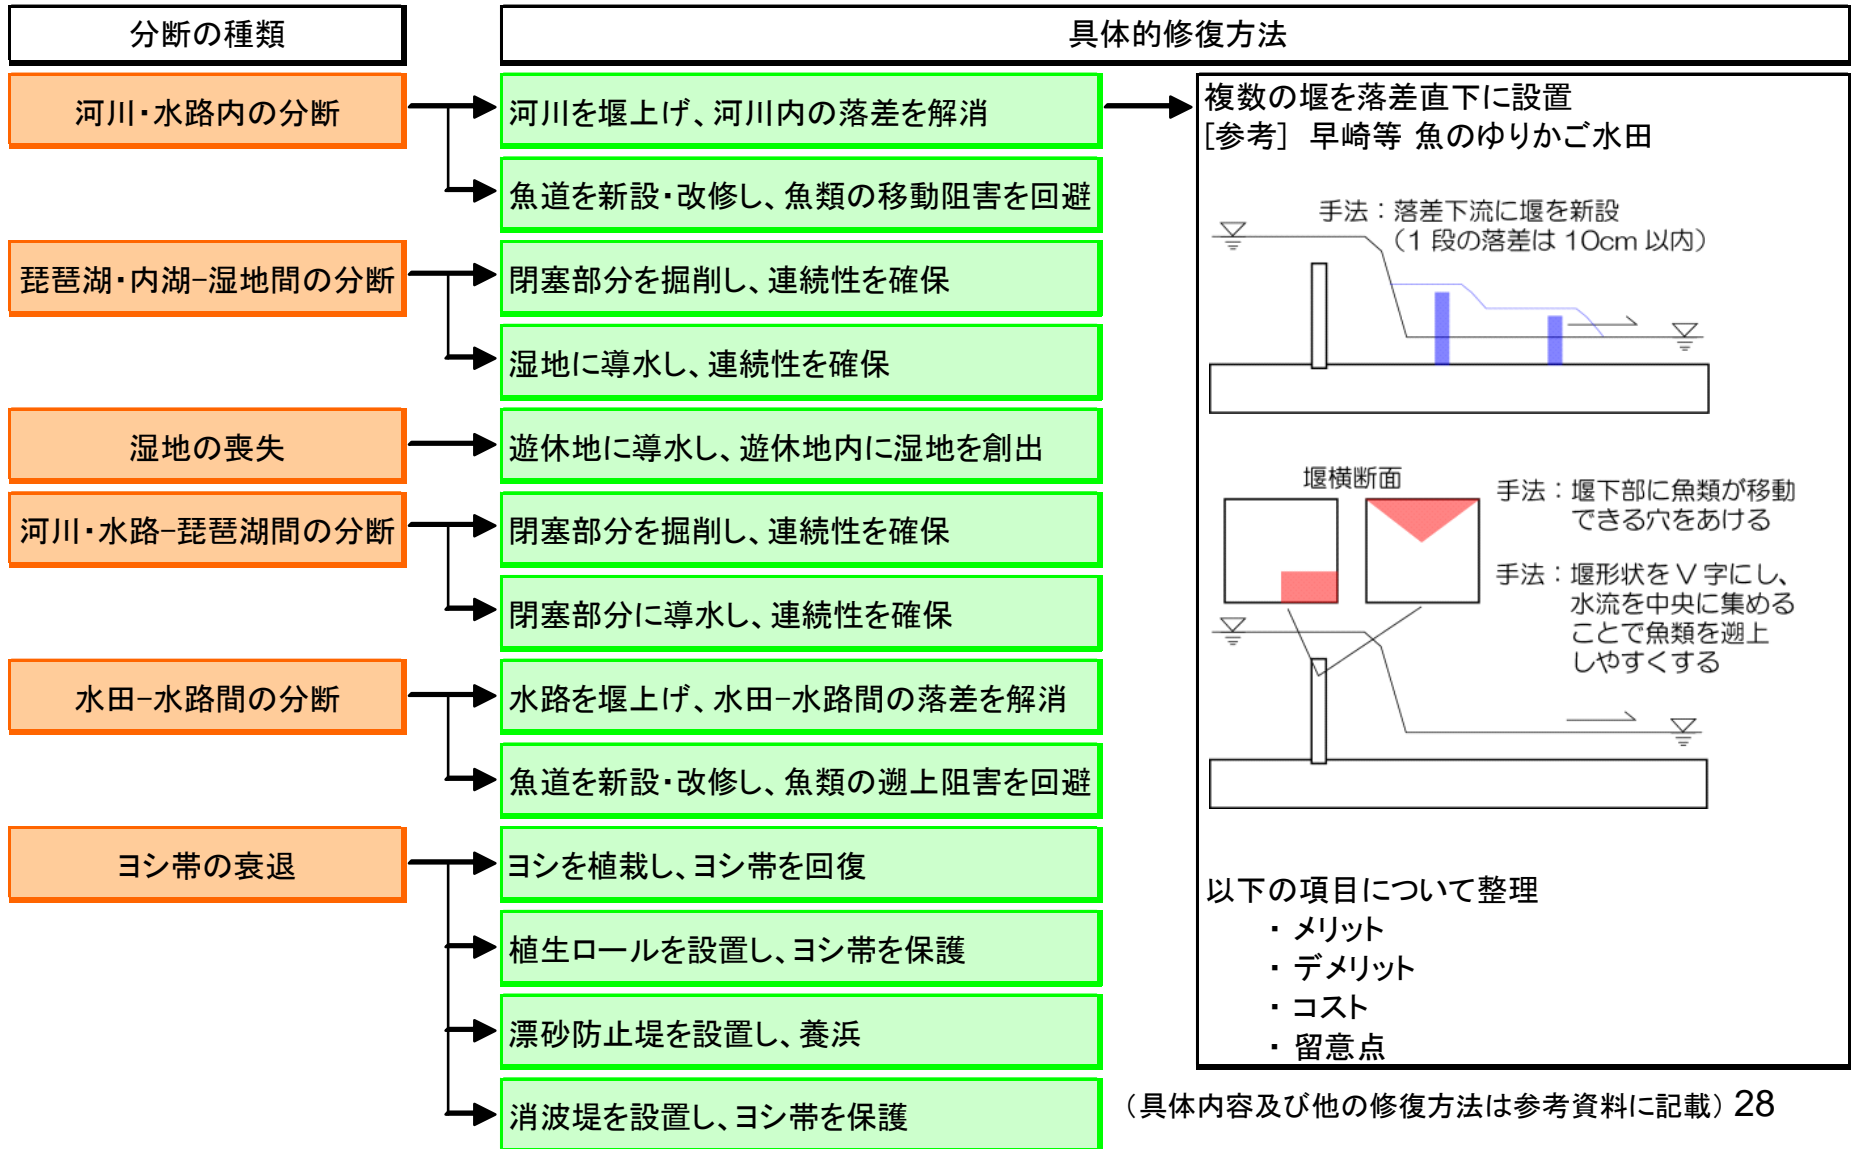 分断の種類
具体的修復方法
河川・水路内の分断
河川を堰上げ、河川内の落差を解消
魚道を新設・改修し、魚類の移動阻害を回避
琵琶湖・内湖−湿地間の分断
閉塞部分を掘削し、連続性を確保
湿地に導水し、連続性を確保
湿地の喪失
遊休地に導水し、遊休地内に湿地を創出
河川・水路−琵琶湖間の分断
閉塞部分を掘削し、連続性を確保
閉塞部分に導水し、連続性を確保
水田−水路間の分断
水路を堰上げ、水田−水路間の落差を解消
魚道を新設・改修し、魚類の遡上阻害を回避
ヨシ帯の衰退
ヨシを植栽し、ヨシ帯を回復
植生ロールを設置し、ヨシ帯を保護
漂砂防止堤を設置し、養浜
消波堤を設置し、ヨシ帯を保護
複数の堰を落差直下に設置
[参考] 早崎等 魚のゆりかご水田
手法：落差下流に堰を新設
（1 段の落差は 10cm 以内）
堰横断面
手法：堰下部に魚類が移動
できる穴をあける
手法：堰形状をV 字にし、
水流を中央に集める
ことで魚類を遡上
しやすくする
以下の項目について整理
・ メリット
・ デメリット
・ コスト
・ 留意点
（具体内容及び他の修復方法は参考資料に記載） 28